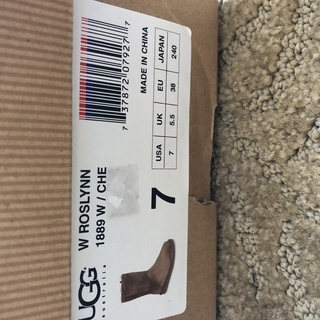 UGG
australia
W ROSLYNN
1889 W / CHE
7
USA UK EU JAPAN
7 5.5 38 240
MADE IN CHINA
7 37872 07927 7